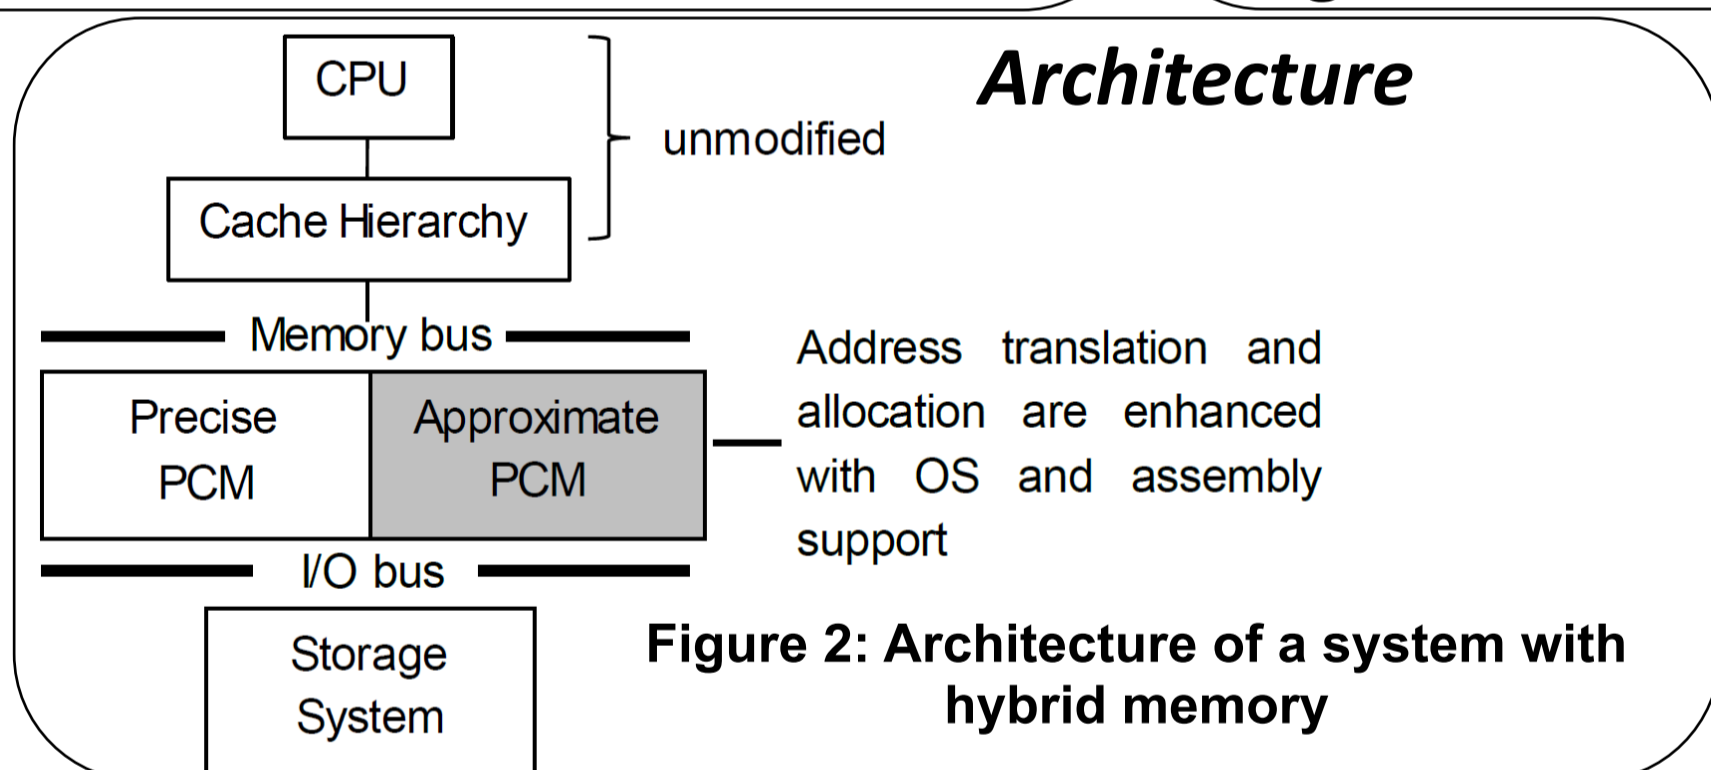 Architecture
CPU
unmodified
Cache Hierarchy
Memory bus
Precise
PCM
Approximate
PCM
Address translation and
allocation are enhanced
with OS and assembly
support
I/O bus
Storage
System
Figure 2: Architecture of a system with
hybrid memory